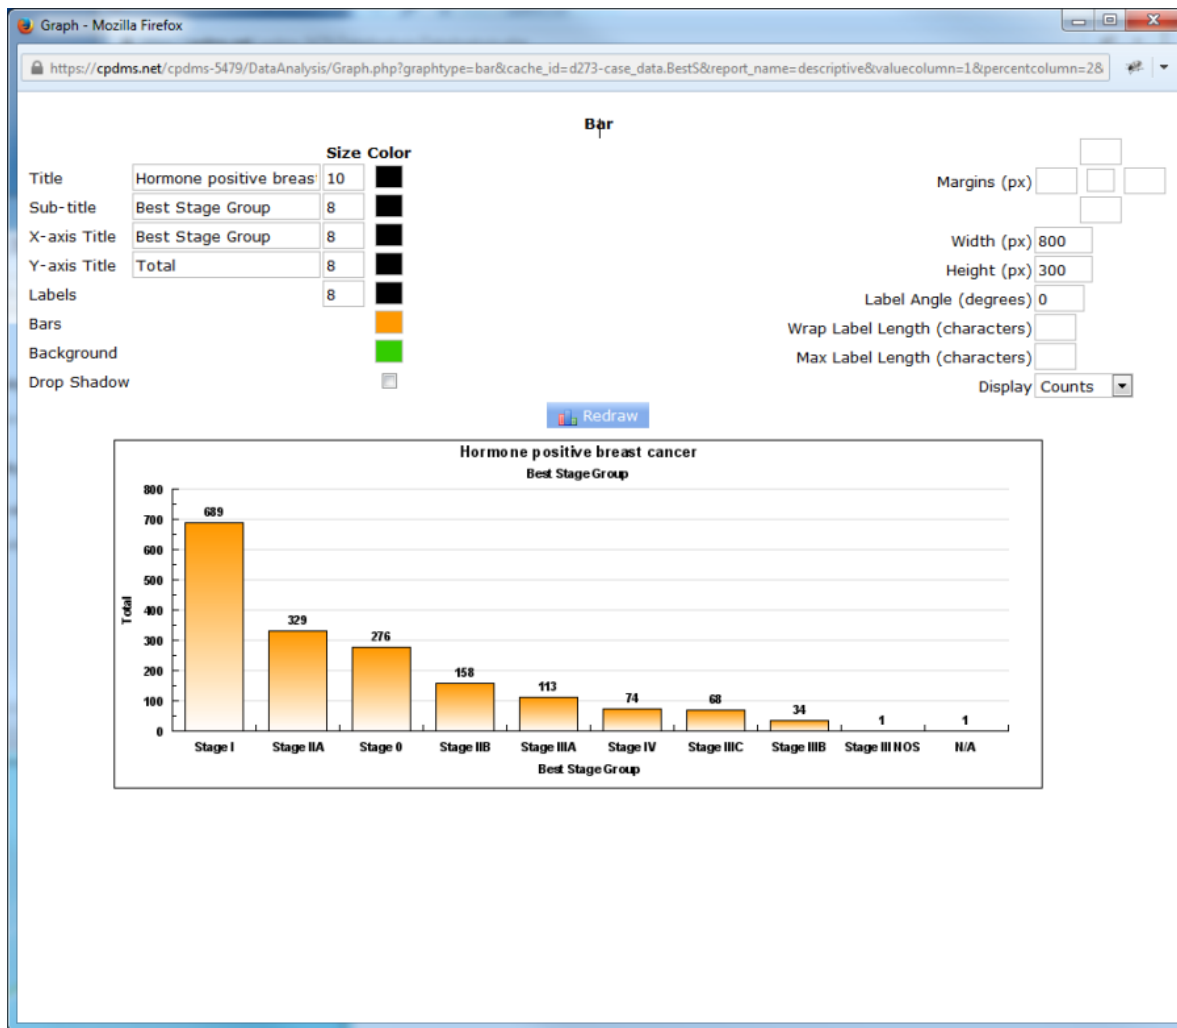 Graph - Mozilla Firefox
https://cpdms.net/cpdms-5479/DataAnalysis/Graph.php?graphtype=bar&cache_id=d273-case_data.BestS&report_name=descriptive&valuecolumn=1&percentcolumn=2&
Bar
Size Color
Title Hormone positive breas 10
Sub-title Best Stage Group 8
X-axis Title Best Stage Group 8
Y-axis Title Total 8
Labels 8
Bars
Background
Drop Shadow
Margins (px)
Width (px) 800
Height (px) 300
Label Angle (degrees) 0
Wrap Label Length (characters)
Max Label Length (characters)
Display Counts
Redraw
Hormone positive breast cancer
Best Stage Group
Total
800
700
600
500
400
300
200
100
0
689
329
276
158
113
74
68
34
1
1
Stage I Stage IIA Stage 0 Stage IIB Stage IIIA Stage IV Stage IIIC Stage IIIB Stage III NOS N/A
Best Stage Group